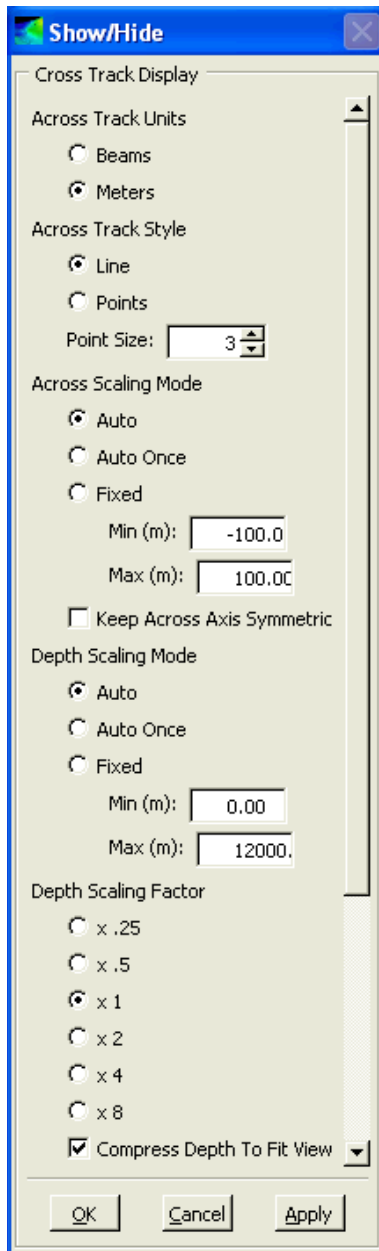 Show/Hide
Cross Track Display
Across Track Units
Beams
Meters
Across Track Style
Line
Points
Point Size: 3
Across Scaling Mode
Auto
Auto Once
Fixed
Min (m): -100.0
Max (m): 100.00
Keep Across Axis Symmetric
Depth Scaling Mode
Auto
Auto Once
Fixed
Min (m): 0.00
Max (m): 12000.
Depth Scaling Factor
x .25
x .5
x 1
x 2
x 4
x 8
Compress Depth To Fit View
OK Cancel Apply